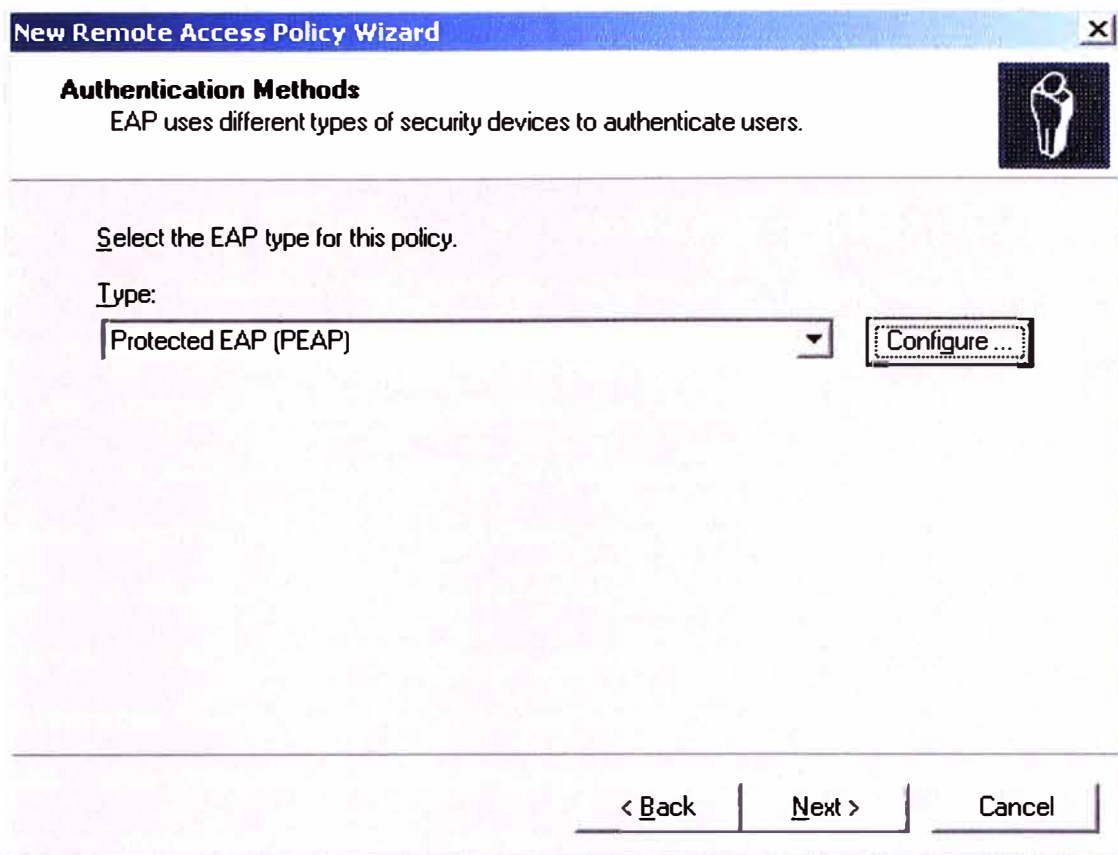 New Remote Access Policy Wizard
Authentication Methods
EAP uses different types of security devices to authenticate users.
Select the EAP type for this policy.
Type:
Protected EAP (PEAP)
Configure ...
< Back
Next >
Cancel